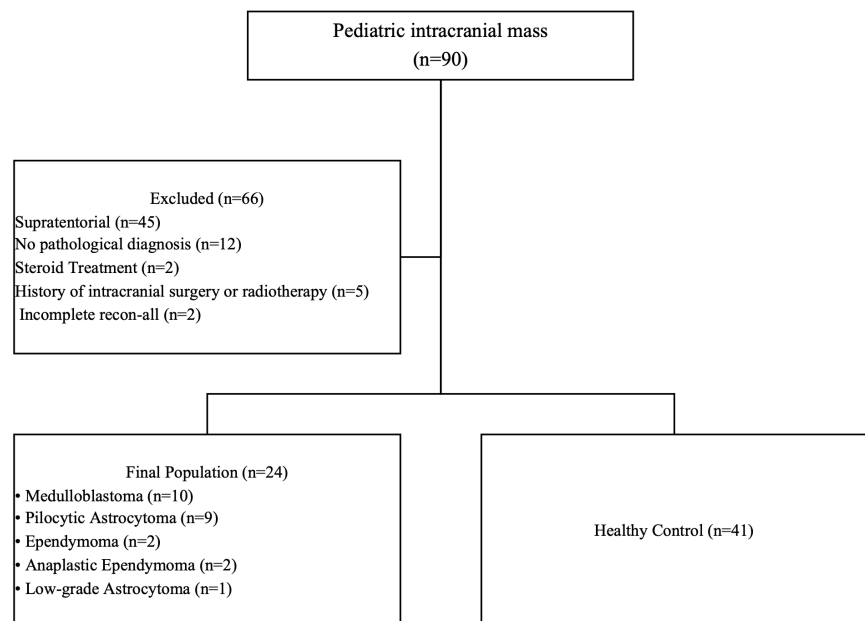 Pediatric intracranial mass
(n=90)
Excluded (n=66)
Supratentorial (n=45)
No pathological diagnosis (n=12)
Steroid Treatment (n=2)
History of intracranial surgery or radiotherapy (n=5)
Incomplete recon-all (n=2)
Final Population (n=24)
• Medulloblastoma (n=10)
• Pilocytic Astrocytoma (n=9)
• Ependymoma (n=2)
• Anaplastic Ependymoma (n=2)
• Low-grade Astrocytoma (n=1)
Healthy Control (n=41)